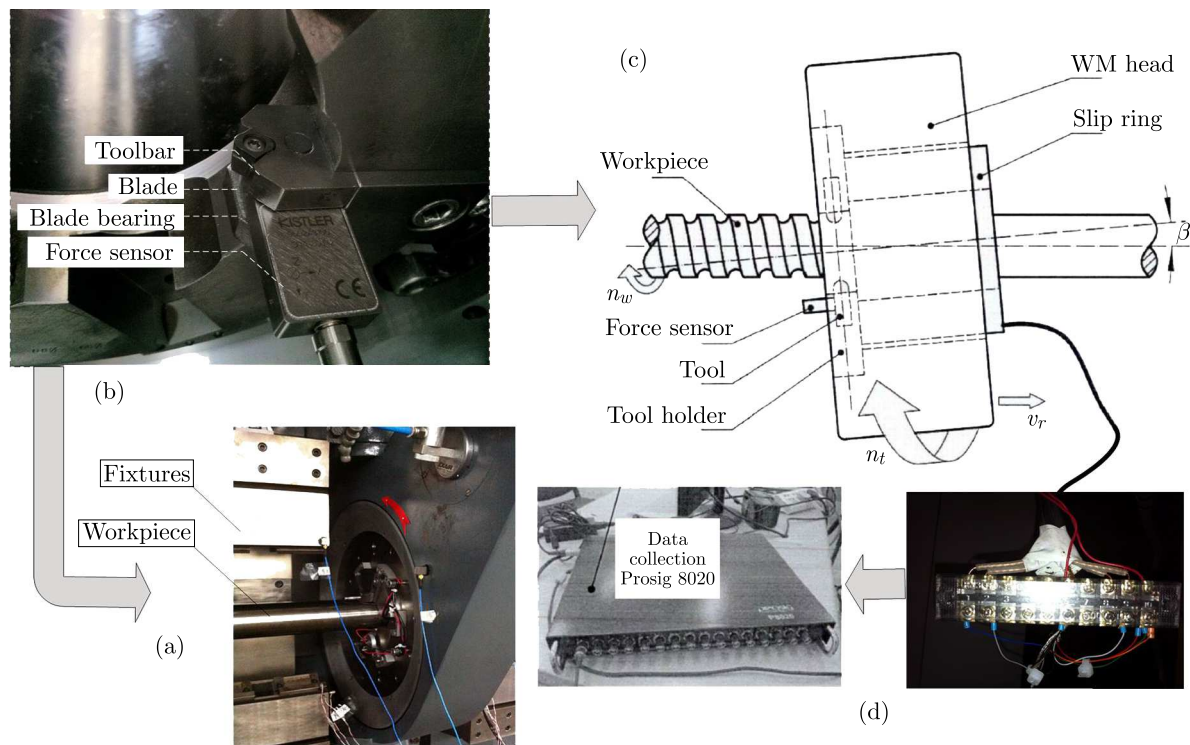 Toolbar
Blade
Blade bearing
Force sensor
KISTLER
CE
(b)
(c)
WM head
Slip ring
Workpiece
β
n_w
Force sensor
Tool
Tool holder
v_r
n_t
Fixtures
Workpiece
(a)
Data
collection
Prosig 8020
(d)